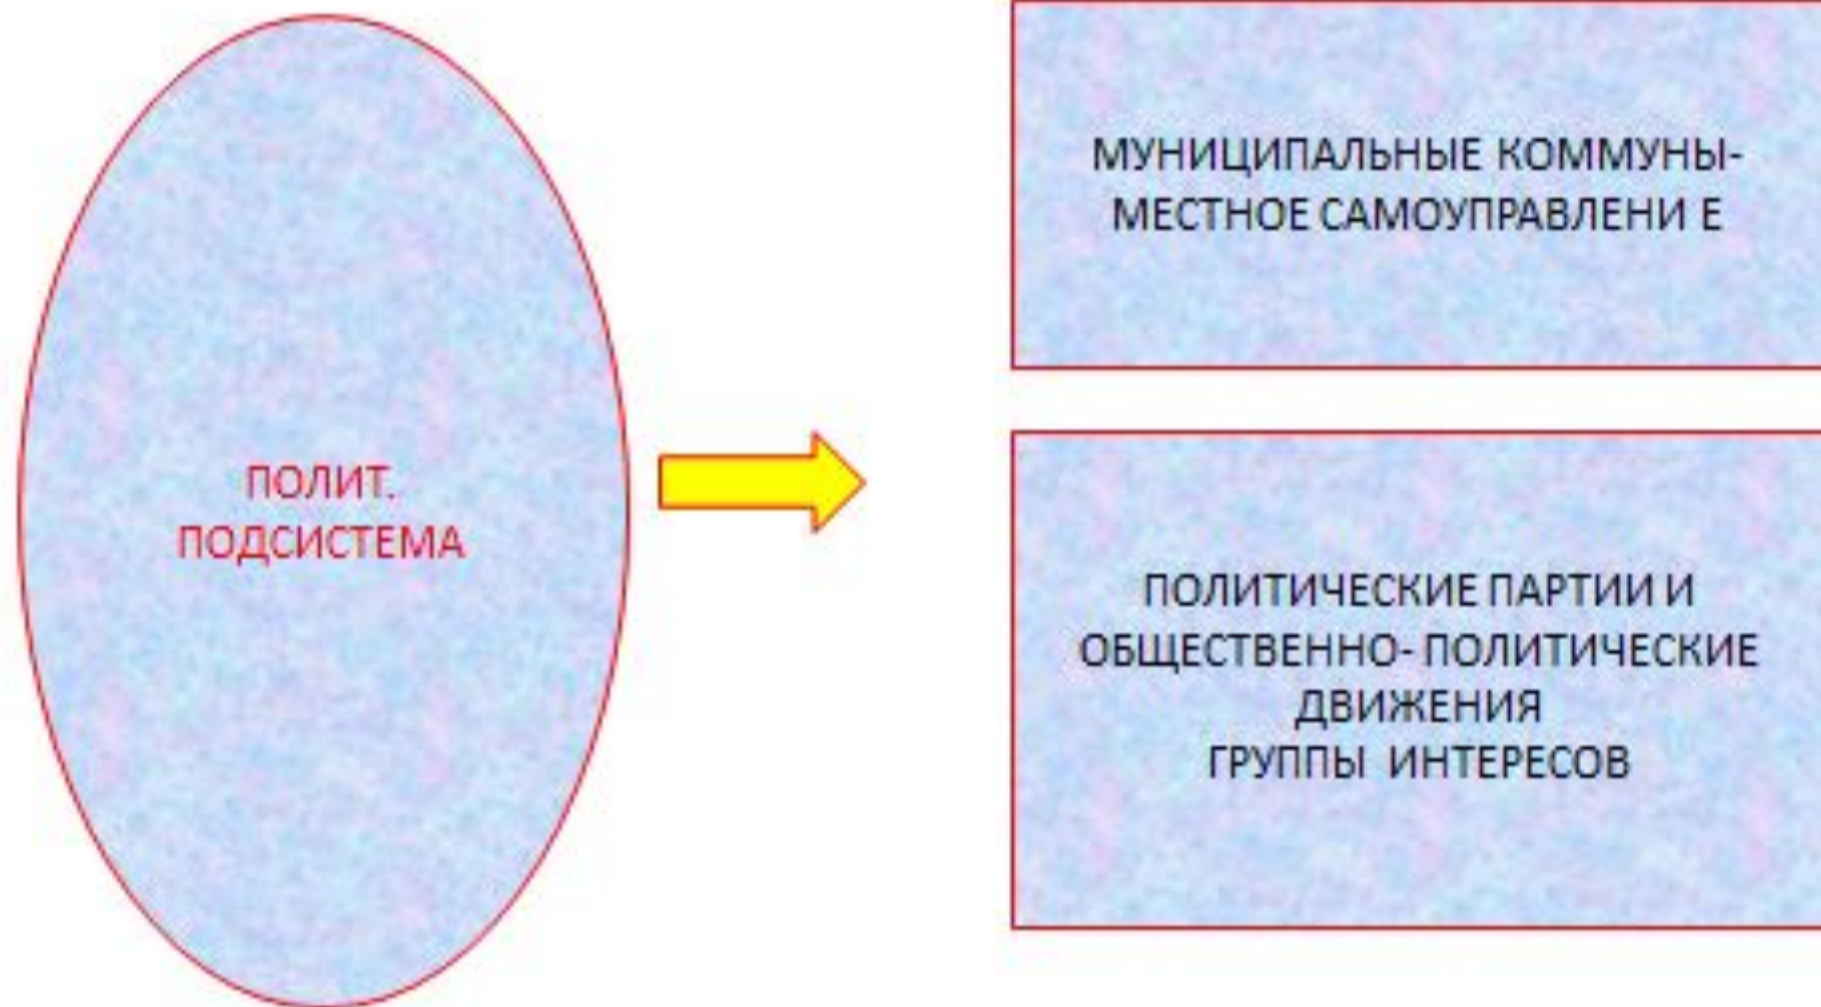 ПОЛИТ.
ПОДСИСТЕМА
МУНИЦИПАЛЬНЫЕ КОММУНЫ-
МЕСТНОЕ САМОУПРАВЛЕНИ Е
ПОЛИТИЧЕСКИЕ ПАРТИИ И
ОБЩЕСТВЕННО- ПОЛИТИЧЕСКИЕ
ДВИЖЕНИЯ
ГРУППЫ ИНТЕРЕСОВ